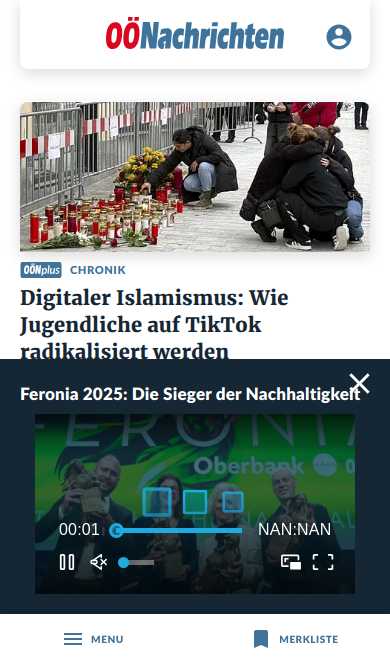 OÖNachrichten
OÖNplus CHRONIK
Digitaler Islamismus: Wie
Jugendliche auf TikTok
radikalisiert werden
Feronia 2025: Die Sieger der Nachhaltigkeit
FERONIA
Oberbank
00:01
NAN:NAN
MENU
MERKLISTE